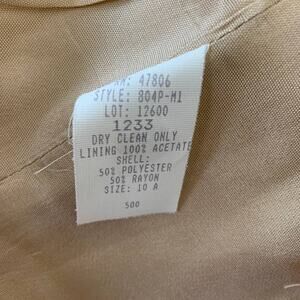 47806
STYLE: 804P-M1
LOT: 12600
1233
DRY CLEAN ONLY
LINING 100% ACETATE
SHELL:
50% POLYESTER
50% RAYON
SIZE: 10 A
500